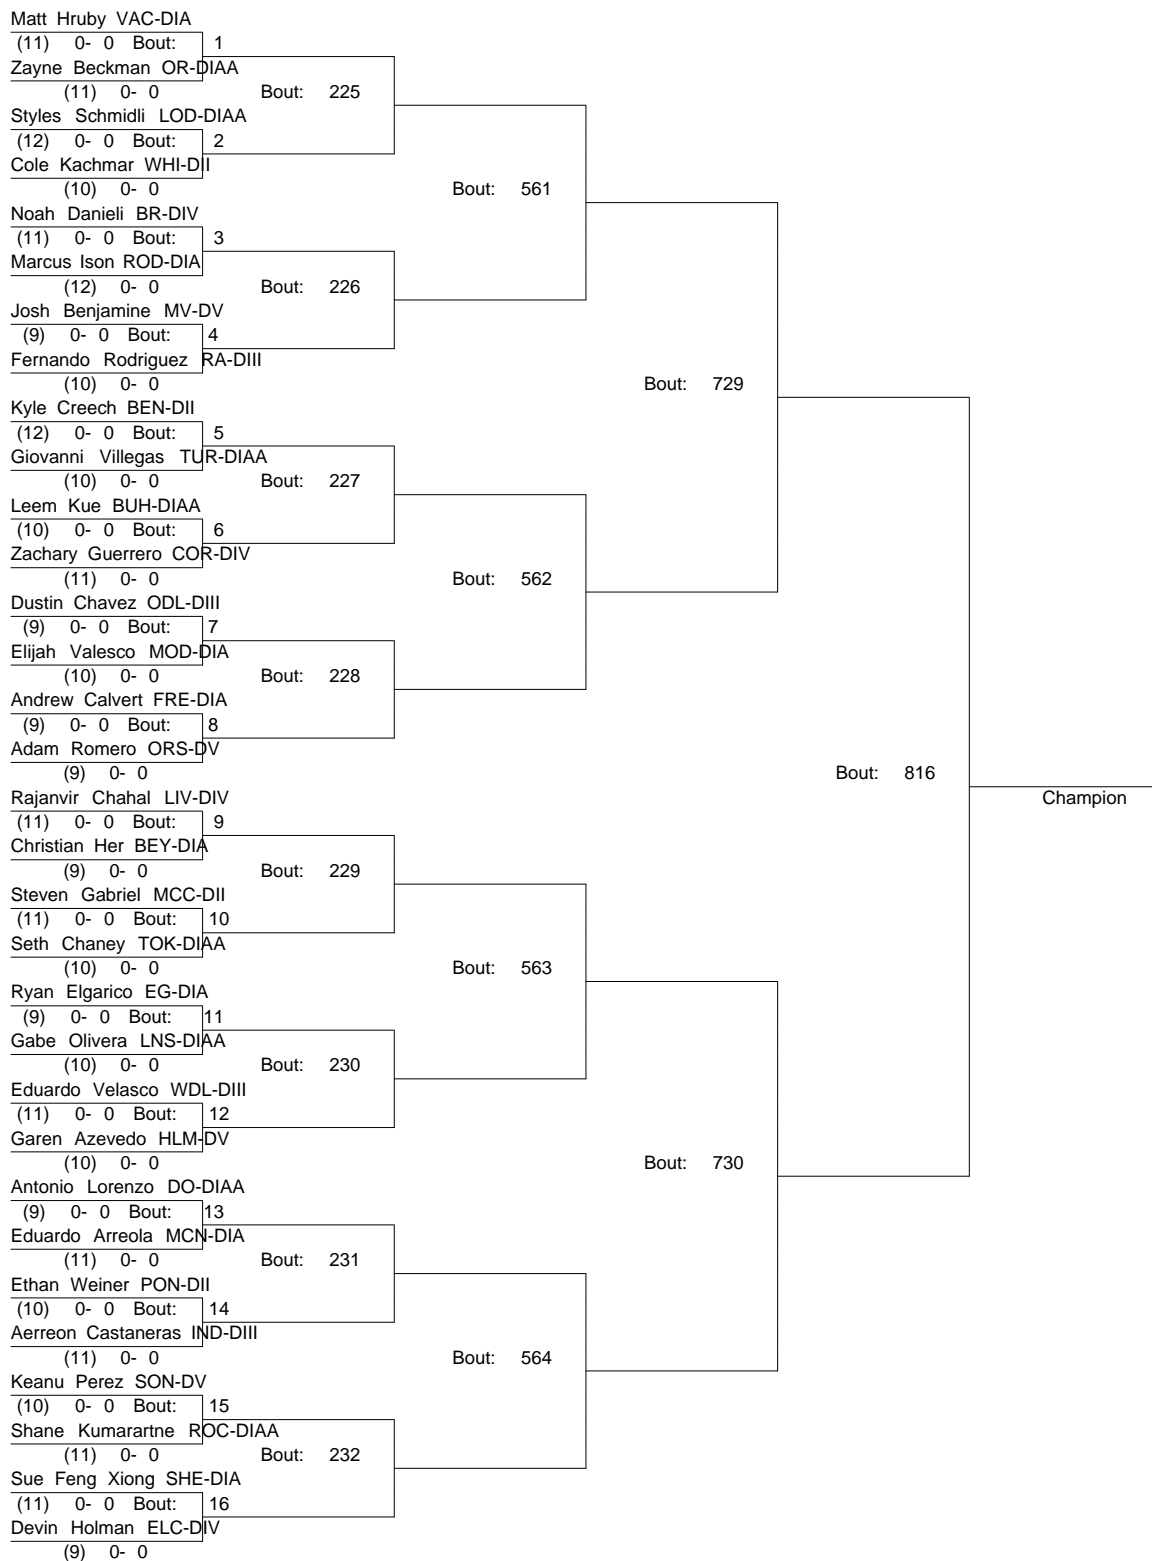 Matt Hruby VAC-DIA
(11) 0- 0 Bout: 1
Zayne Beckman OR-DIAA
(11) 0- 0 Bout: 225
Styles Schmidli LOD-DIAA
(12) 0- 0 Bout: 2
Cole Kachmar WHI-DII
(10) 0- 0 Bout: 561
Noah Danieli BR-DIV
(11) 0- 0 Bout: 3
Marcus Ison ROD-DIA
(12) 0- 0 Bout: 226
Josh Benjamine MV-DV
(9) 0- 0 Bout: 4
Fernando Rodriguez RA-DIII
(10) 0- 0 Bout: 729
Kyle Creech BEN-DII
(12) 0- 0 Bout: 5
Giovanni Villegas TUR-DIAA
(10) 0- 0 Bout: 227
Leem Kue BUH-DIAA
(10) 0- 0 Bout: 6
Zachary Guerrero COR-DIV
(11) 0- 0 Bout: 562
Dustin Chavez ODL-DIII
(9) 0- 0 Bout: 7
Elijah Valesco MOD-DIA
(10) 0- 0 Bout: 228
Andrew Calvert FRE-DIA
(9) 0- 0 Bout: 8
Adam Romero ORS-DV
(9) 0- 0 Bout: 816
Rajanvir Chahal LIV-DIV Champion
(11) 0- 0 Bout: 9
Christian Her BEY-DIA
(9) 0- 0 Bout: 229
Steven Gabriel MCC-DII
(11) 0- 0 Bout: 10
Seth Chaney TOK-DIAA
(10) 0- 0 Bout: 563
Ryan Elgarico EG-DIA
(9) 0- 0 Bout: 11
Gabe Olivera LNS-DIAA
(10) 0- 0 Bout: 230
Eduardo Velasco WDL-DIII
(11) 0- 0 Bout: 12
Garen Azevedo HLM-DV
(10) 0- 0 Bout: 730
Antonio Lorenzo DO-DIAA
(9) 0- 0 Bout: 13
Eduardo Arreola MCN-DIA
(11) 0- 0 Bout: 231
Ethan Weiner PON-DII
(10) 0- 0 Bout: 14
Aerreon Castaneras IND-DIII
(11) 0- 0 Bout: 564
Keanu Perez SON-DV
(10) 0- 0 Bout: 15
Shane Kumarartne ROC-DIAA
(11) 0- 0 Bout: 232
Sue Feng Xiong SHE-DIA
(11) 0- 0 Bout: 16
Devin Holman ELC-DIV
(9) 0- 0